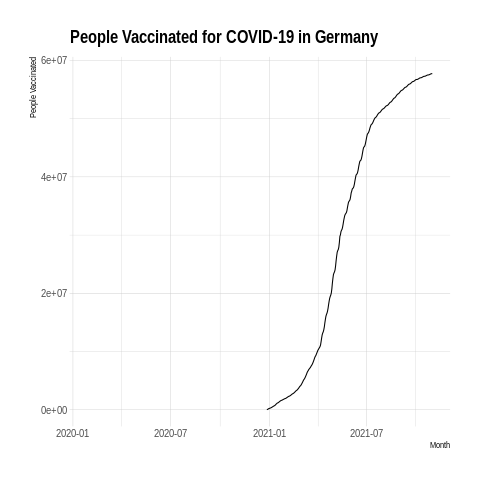 People Vaccinated for COVID-19 in Germany
People Vaccinated
6e+07
4e+07
2e+07
0e+00
2020-01 2020-07 2021-01 2021-07
Month